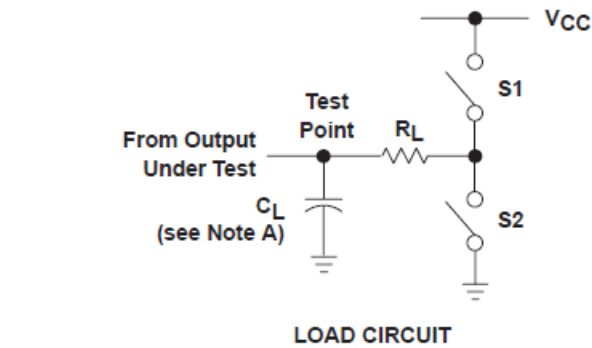 VCC
S1
Test
Point
RL
From Output
Under Test
CL
(see Note A)
S2
LOAD CIRCUIT